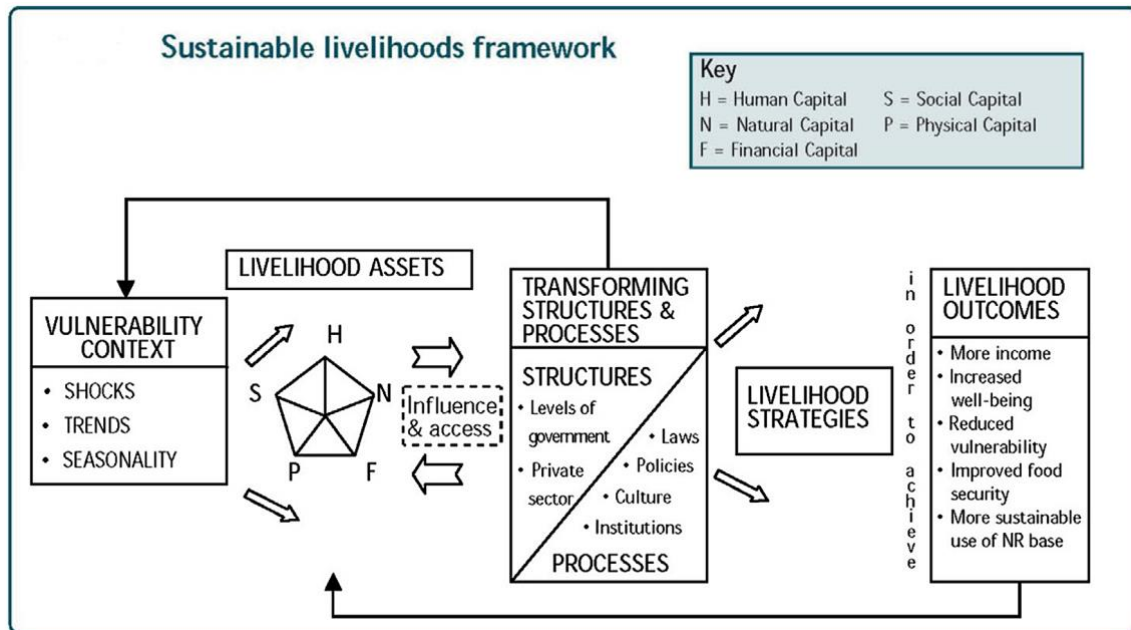 Sustainable livelihoods framework
Key
H = Human Capital S = Social Capital
N = Natural Capital P = Physical Capital
F = Financial Capital
LIVELIHOOD ASSETS
VULNERABILITY
CONTEXT
• SHOCKS
• TRENDS
• SEASONALITY
H
S
N
P
F
Influence
& access
TRANSFORMING
STRUCTURES &
PROCESSES
STRUCTURES
• Levels of
government
• Private
sector
• Laws
• Policies
• Culture
• Institutions
PROCESSES
LIVELIHOOD
STRATEGIES
in order to achieve
LIVELIHOOD
OUTCOMES
• More income
• Increased
well-being
• Reduced
vulnerability
• Improved food
security
• More sustainable
use of NR base